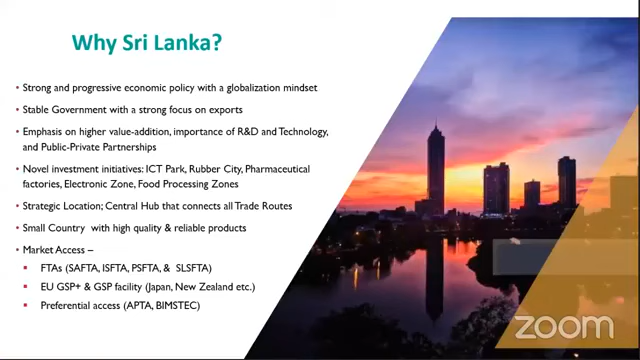 Why Sri Lanka?
• Strong and progressive economic policy with a globalization mindset
• Stable Government with a strong focus on exports
• Emphasis on higher value-addition, importance of R&D and Technology,
and Public-Private Partnerships
• Novel investment initiatives: ICT Park, Rubber City, Pharmaceutical
factories, Electronic Zone, Food Processing Zones
• Strategic Location; Central Hub that connects all Trade Routes
• Small Country with high quality & reliable products
• Market Access –
▪ FTAs (SAFTA, ISFTA, PSFTA, & SLSFTA)
▪ EU GSP+ & GSP facility (Japan, New Zealand etc.)
▪ Preferential access (APTA, BIMSTEC)
zoom